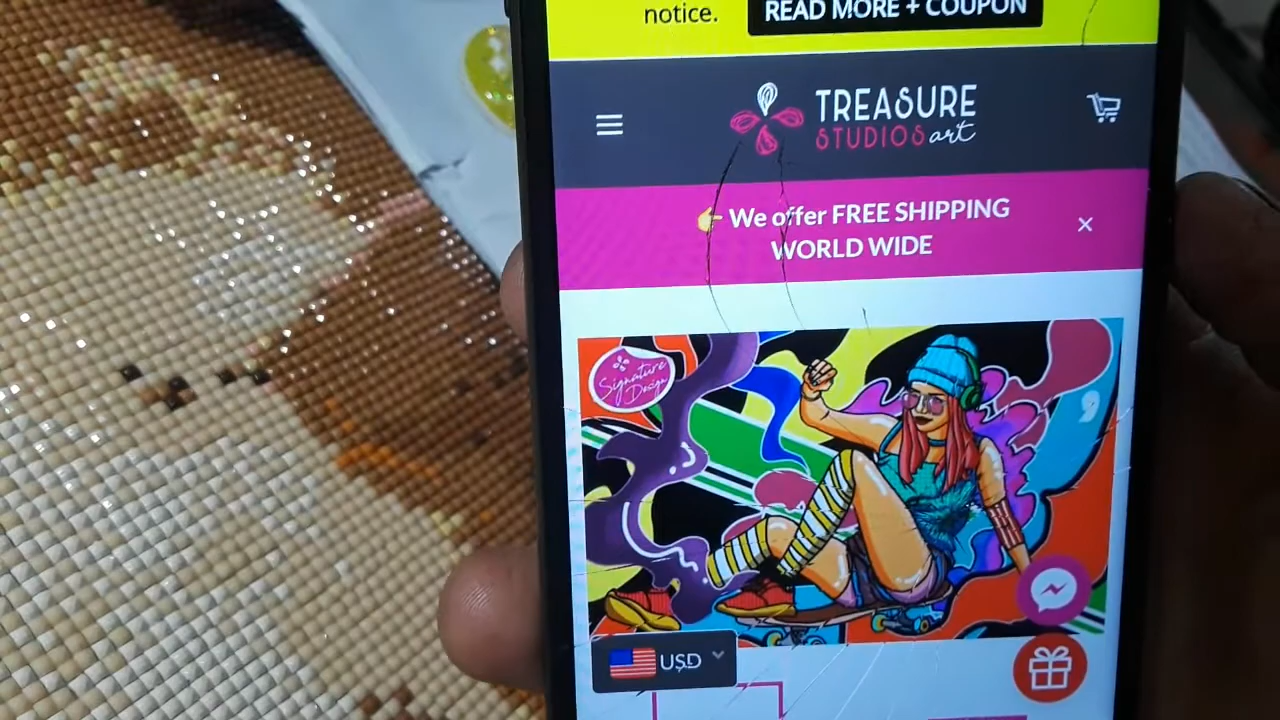 notice.
READ MORE + COUPON
TREASURE
STUDIOS art
👉 We offer FREE SHIPPING
WORLD WIDE
Signature
Design
USD